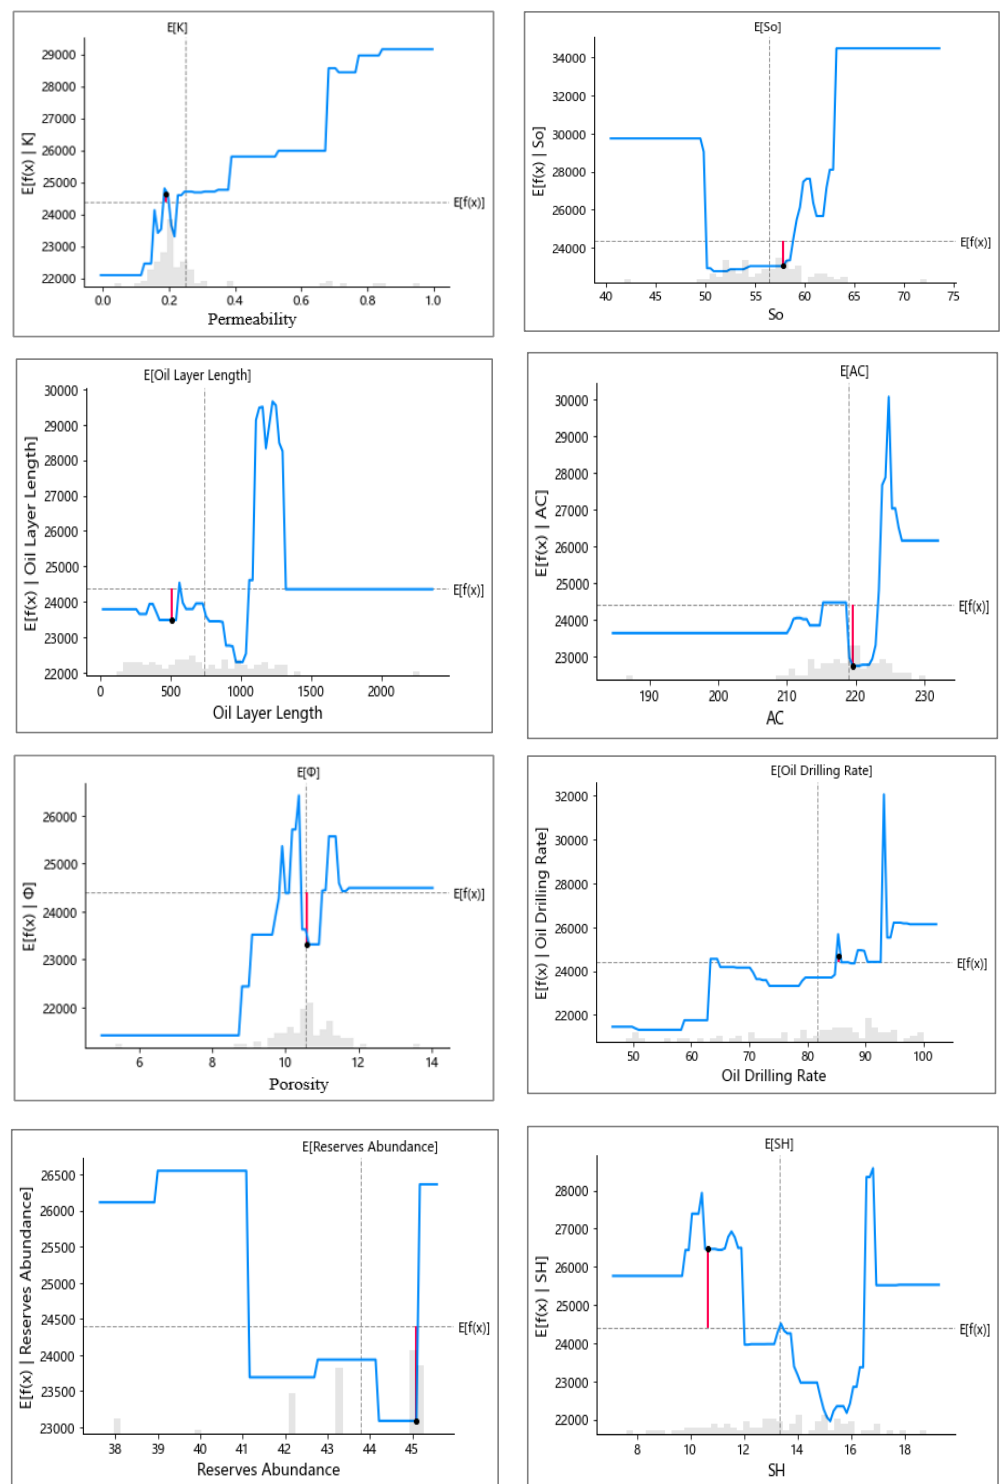 E[K]
E[f(x) | K]
29000
28000
27000
26000
25000
24000
23000
22000
E[f(x)]
0.0 0.2 0.4 0.6 0.8 1.0
Permeability
E[So]
E[f(x) | So]
34000
32000
30000
28000
26000
24000
E[f(x)]
40 45 50 55 60 65 70 75
So
E[Oil Layer Length]
E[f(x) | Oil Layer Length]
30000
29000
28000
27000
26000
25000
24000
23000
22000
E[f(x)]
0 500 1000 1500 2000
Oil Layer Length
E[AC]
E[f(x) | AC]
30000
29000
28000
27000
26000
25000
24000
23000
E[f(x)]
190 200 210 220 230
AC
E[Φ]
E[f(x) | Φ]
26000
25000
24000
23000
22000
E[f(x)]
6 8 10 12 14
Porosity
E[Oil Drilling Rate]
E[f(x) | Oil Drilling Rate]
32000
30000
28000
26000
24000
22000
E[f(x)]
50 60 70 80 90 100
Oil Drilling Rate
E[Reserves Abundance]
E[f(x) | Reserves Abundance]
26500
26000
25500
25000
24500
24000
23500
23000
E[f(x)]
38 39 40 41 42 43 44 45
Reserves Abundance
E[SH]
E[f(x) | SH]
28000
27000
26000
25000
24000
23000
22000
E[f(x)]
8 10 12 14 16 18
SH